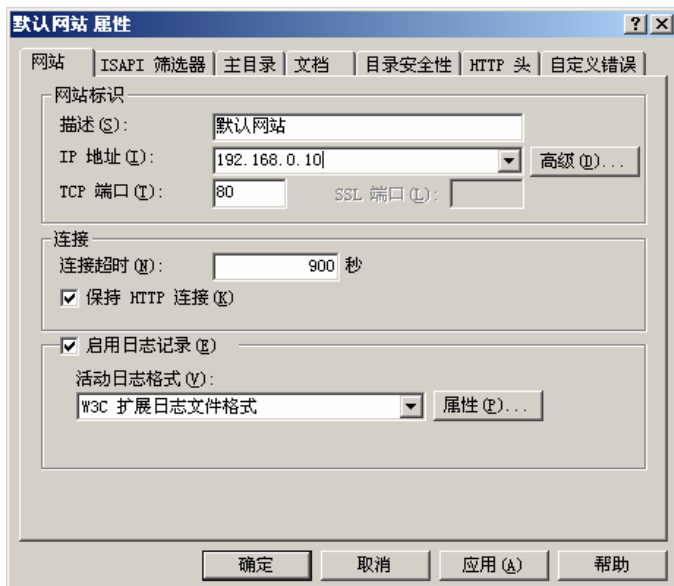 默认网站 属性
网站 ISAPI 筛选器 主目录 文档 目录安全性 HTTP 头 自定义错误
网站标识
描述(S): 默认网站
IP 地址(I): 192.168.0.10 高级(D)...
TCP 端口(T): 80 SSL 端口(L):
连接
连接超时(N): 900 秒
保持 HTTP 连接(K)
启用日志记录(E)
活动日志格式(V):
W3C 扩展日志文件格式 属性(P)...
确定 取消 应用(A) 帮助